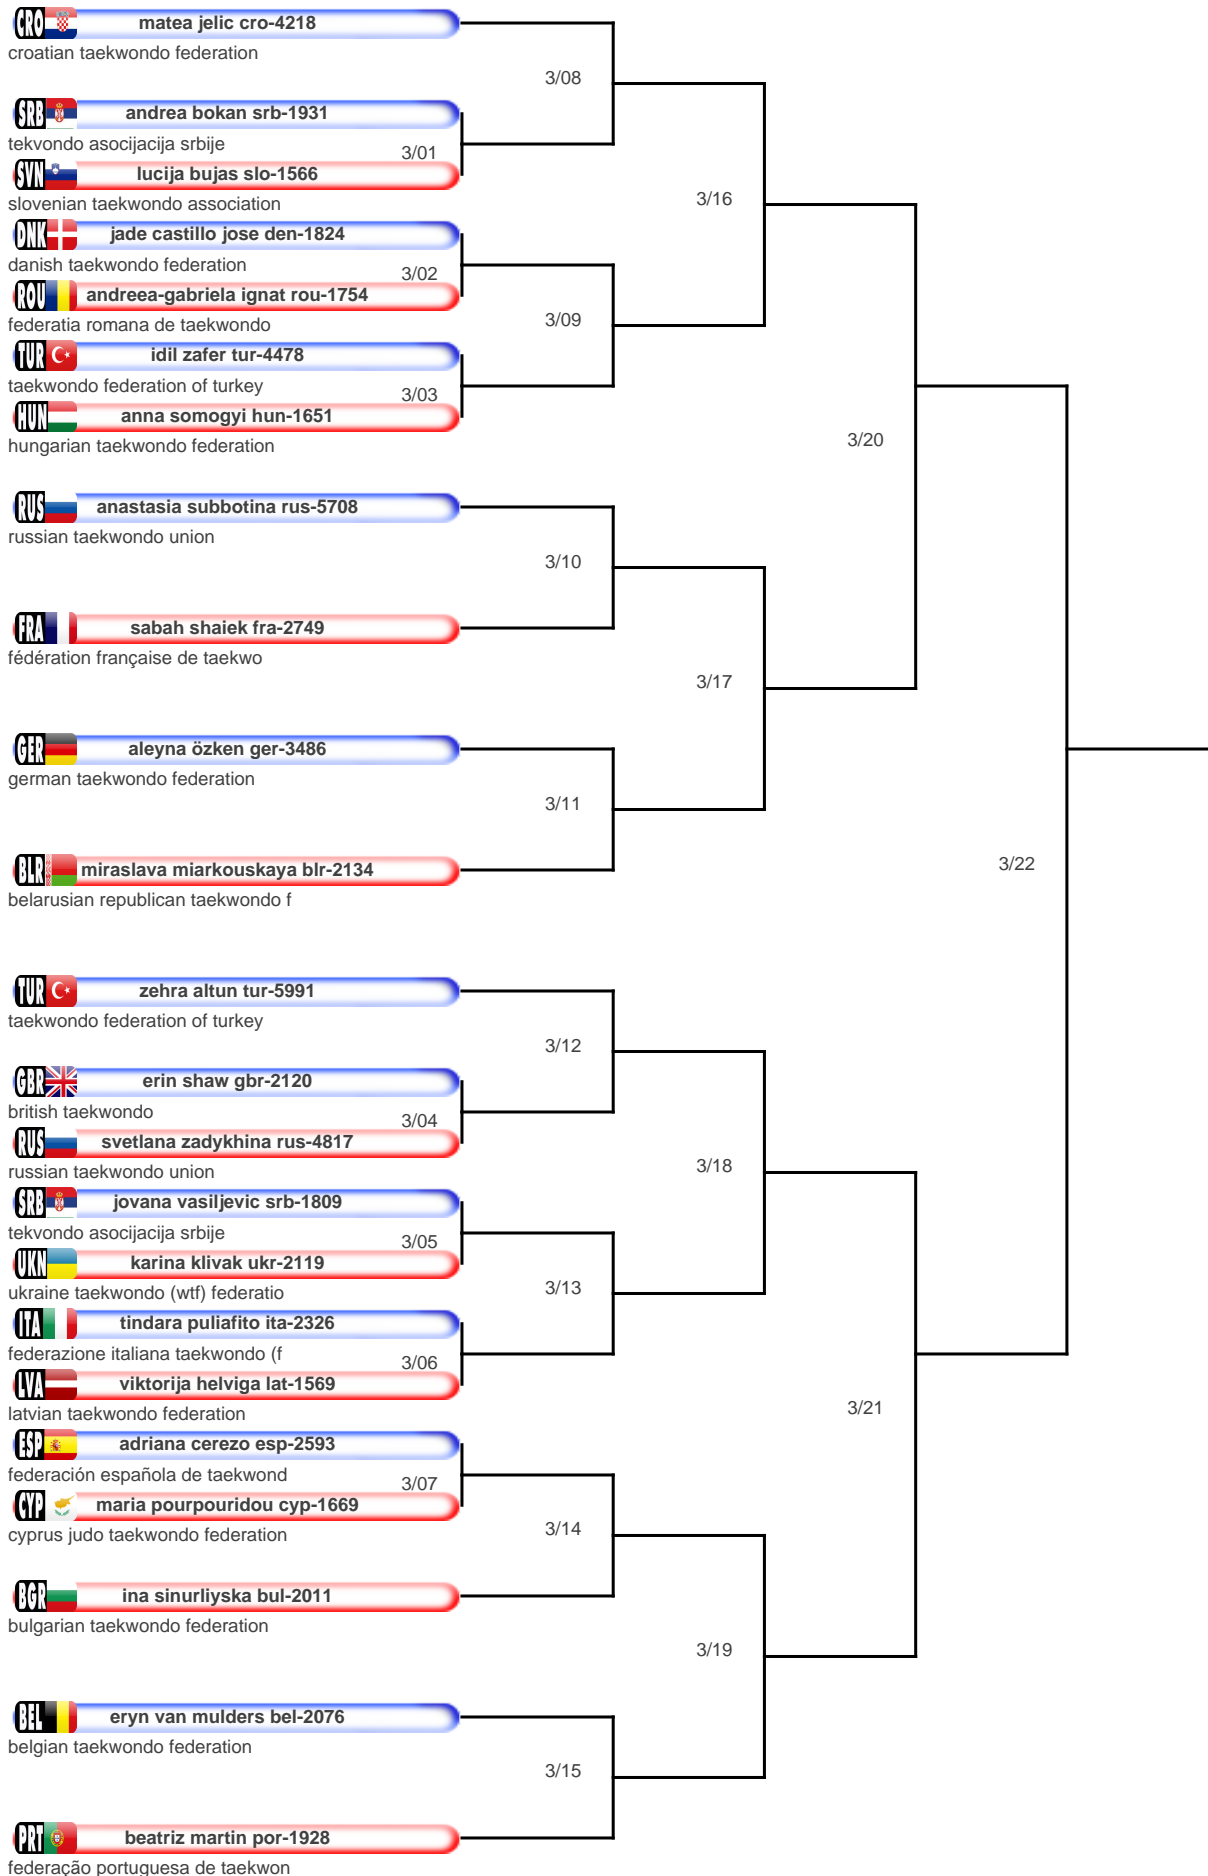 CRO matea jelic cro-4218
croatian taekwondo federation
3/08
SRB andrea bokan srb-1931
tekvondo asocijacija srbije
3/01
SVN lucija bujas slo-1566
slovenian taekwondo association
3/16
DNK jade castillo jose den-1824
danish taekwondo federation
3/02
ROU andreea-gabriela ignat rou-1754
federatia romana de taekwondo
3/09
TUR idil zafer tur-4478
taekwondo federation of turkey
3/03
HUN anna somogyi hun-1651
hungarian taekwondo federation
3/20
RUS anastasia subbotina rus-5708
russian taekwondo union
3/10
FRA sabah shaiek fra-2749
fédération française de taekwo
3/17
GER aleyna özken ger-3486
german taekwondo federation
3/11
BLR miraslava miarkouskaya blr-2134
belarusian republican taekwondo f
3/22
TUR zehra altun tur-5991
taekwondo federation of turkey
3/12
GBR erin shaw gbr-2120
british taekwondo
3/04
RUS svetlana zadykhina rus-4817
russian taekwondo union
3/18
SRB jovana vasiljevic srb-1809
tekvondo asocijacija srbije
3/05
UKN karina klivak ukr-2119
ukraine taekwondo (wtf) federatio
3/13
ITA tindara puliafito ita-2326
federazione italiana taekwondo (f
3/06
LVA viktorija helviga lat-1569
latvian taekwondo federation
3/21
ESP adriana cerezo esp-2593
federación española de taekwond
3/07
CYP maria pourpouridou cyp-1669
cyprus judo taekwondo federation
3/14
BGR ina sinurliyska bul-2011
bulgarian taekwondo federation
3/19
BEL eryn van mulders bel-2076
belgian taekwondo federation
3/15
PRT beatriz martin por-1928
federação portuguesa de taekwon